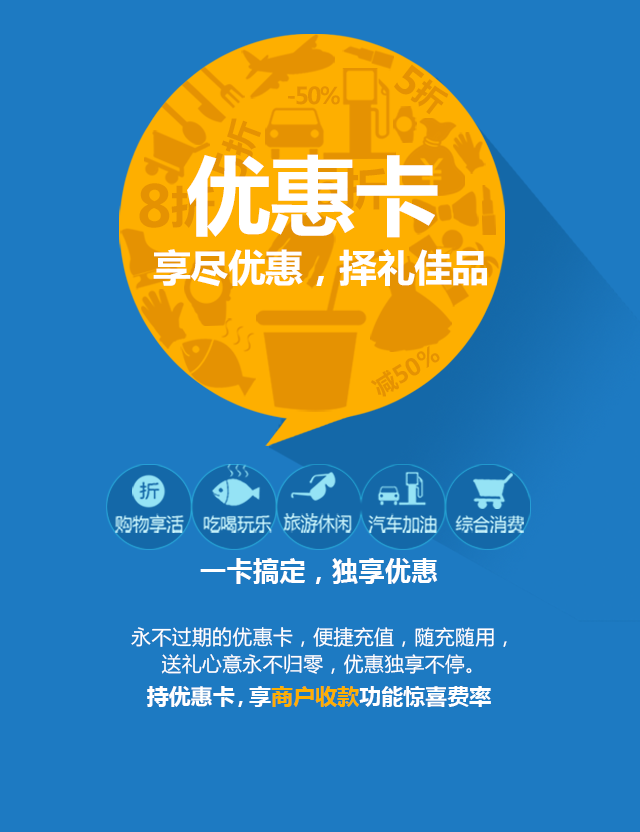 -50%
5折
折
8折
折
优惠卡
享尽优惠，择礼佳品
减50%
折
购物享活
吃喝玩乐
旅游休闲
汽车加油
综合消费
一卡搞定，独享优惠
永不过期的优惠卡，便捷充值，随充随用，
送礼心意永不归零，优惠独享不停。
持优惠卡,享商户收款功能惊喜费率